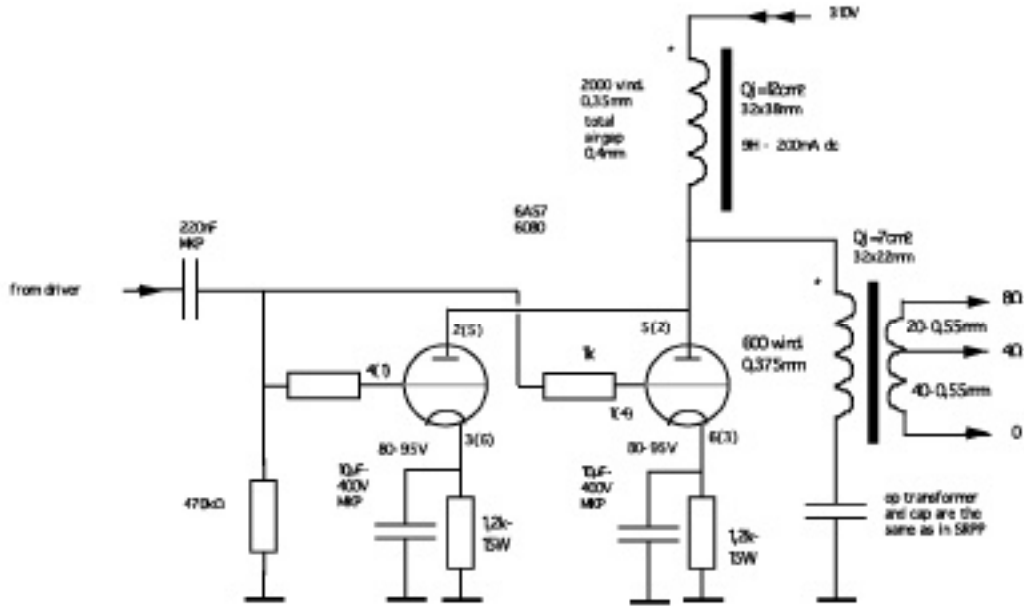 310V
2000 wind.
0,35mm
total
airgap
0,4mm
Qj=12cm2
32x38mm
9H - 200mA dc
6AS7
6080
220nF
MKP
from driver
Qj=7cm2
32x22mm
8Ω
20-0,55mm
4Ω
40-0,55mm
0
2(5)
5(2)
1k
4(1)
1(4)
3(6)
6(3)
wind.
0,375mm
80-95V
80-95V
10µF-
400V
MKP
10µF-
400V
MKP
470kΩ
1,2k-
15W
1,2k-
15W
op transformer
and cap are the
same as in SRPP